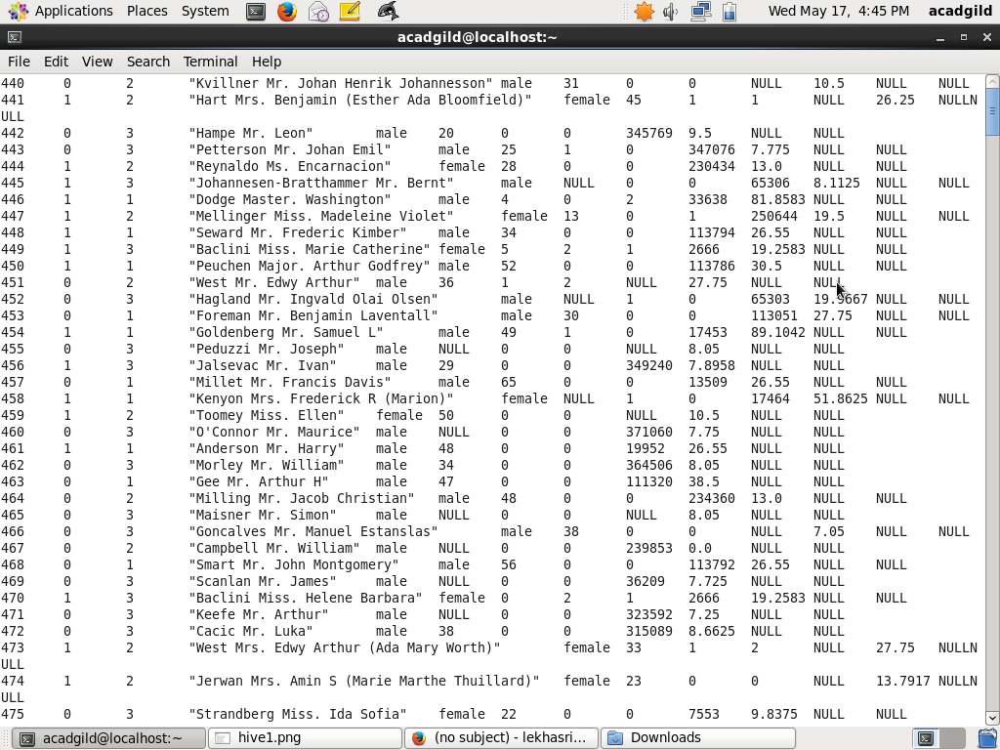 Applications Places System Wed May 17, 4:45 PM acadgild
acadgild@localhost:~
File Edit View Search Terminal Help
440 0 2 "Kvillner Mr. Johan Henrik Johannesson" male 31 0 0 NULL 10.5 NULL NULL
441 1 2 "Hart Mrs. Benjamin (Esther Ada Bloomfield)" female 45 1 1 NULL 26.25 NULLN
ULL
442 0 3 "Hampe Mr. Leon" male 20 0 0 345769 9.5 NULL NULL
443 0 3 "Petterson Mr. Johan Emil" male 25 1 0 347076 7.775 NULL NULL
444 1 2 "Reynaldo Ms. Encarnacion" female 28 0 0 230434 13.0 NULL NULL
445 1 3 "Johannesen-Bratthammer Mr. Bernt" male NULL 0 0 65306 8.1125 NULL NULL
446 1 1 "Dodge Master. Washington" male 4 0 2 33638 81.8583 NULL NULL
447 1 2 "Mellinger Miss. Madeleine Violet" female 13 0 1 250644 19.5 NULL NULL
448 1 1 "Seward Mr. Frederic Kimber" male 34 0 0 113794 26.55 NULL NULL
449 1 3 "Baclini Miss. Marie Catherine" female 5 2 1 2666 19.2583 NULL NULL
450 1 1 "Peuchen Major. Arthur Godfrey" male 52 0 0 113786 30.5 NULL NULL
451 0 2 "West Mr. Edwy Arthur" male 36 1 2 NULL 27.75 NULL NULL
452 0 3 "Hagland Mr. Ingvald Olai Olsen" male NULL 1 0 65303 19.9667 NULL NULL
453 0 1 "Foreman Mr. Benjamin Laventall" male 30 0 0 113051 27.75 NULL NULL
454 1 1 "Goldenberg Mr. Samuel L" male 49 1 0 17453 89.1042 NULL NULL
455 0 3 "Peduzzi Mr. Joseph" male NULL 0 0 NULL 8.05 NULL NULL
456 1 3 "Jalsevac Mr. Ivan" male 29 0 0 349240 7.8958 NULL NULL
457 0 1 "Millet Mr. Francis Davis" male 65 0 0 13509 26.55 NULL NULL
458 1 1 "Kenyon Mrs. Frederick R (Marion)" female NULL 1 0 17464 51.8625 NULL NULL
459 1 2 "Toomey Miss. Ellen" female 50 0 0 NULL 10.5 NULL NULL
460 0 3 "O'Connor Mr. Maurice" male NULL 0 0 371060 7.75 NULL NULL
461 1 1 "Anderson Mr. Harry" male 48 0 0 19952 26.55 NULL NULL
462 0 3 "Morley Mr. William" male 34 0 0 364506 8.05 NULL NULL
463 0 1 "Gee Mr. Arthur H" male 47 0 0 111320 38.5 NULL NULL
464 0 2 "Milling Mr. Jacob Christian" male 48 0 0 234360 13.0 NULL NULL
465 0 3 "Maisner Mr. Simon" male NULL 0 0 NULL 8.05 NULL NULL
466 0 3 "Goncalves Mr. Manuel Estanslas" male 38 0 0 NULL 7.05 NULL NULL
467 0 2 "Campbell Mr. William" male NULL 0 0 239853 0.0 NULL NULL
468 0 1 "Smart Mr. John Montgomery" male 56 0 0 113792 26.55 NULL NULL
469 0 3 "Scanlan Mr. James" male NULL 0 0 36209 7.725 NULL NULL
470 1 3 "Baclini Miss. Helene Barbara" female 0 2 1 2666 19.2583 NULL NULL
471 0 3 "Keefe Mr. Arthur" male NULL 0 0 323592 7.25 NULL NULL
472 0 3 "Cacic Mr. Luka" male 38 0 0 315089 8.6625 NULL NULL
473 1 2 "West Mrs. Edwy Arthur (Ada Mary Worth)" female 33 1 2 NULL 27.75 NULLN
ULL
474 1 2 "Jerwan Mrs. Amin S (Marie Marthe Thuillard)" female 23 0 0 NULL 13.7917 NULLN
ULL
475 0 3 "Strandberg Miss. Ida Sofia" female 22 0 0 7553 9.8375 NULL NULL
acadgild@localhost:~ hive1.png (no subject) - lekhasri... Downloads